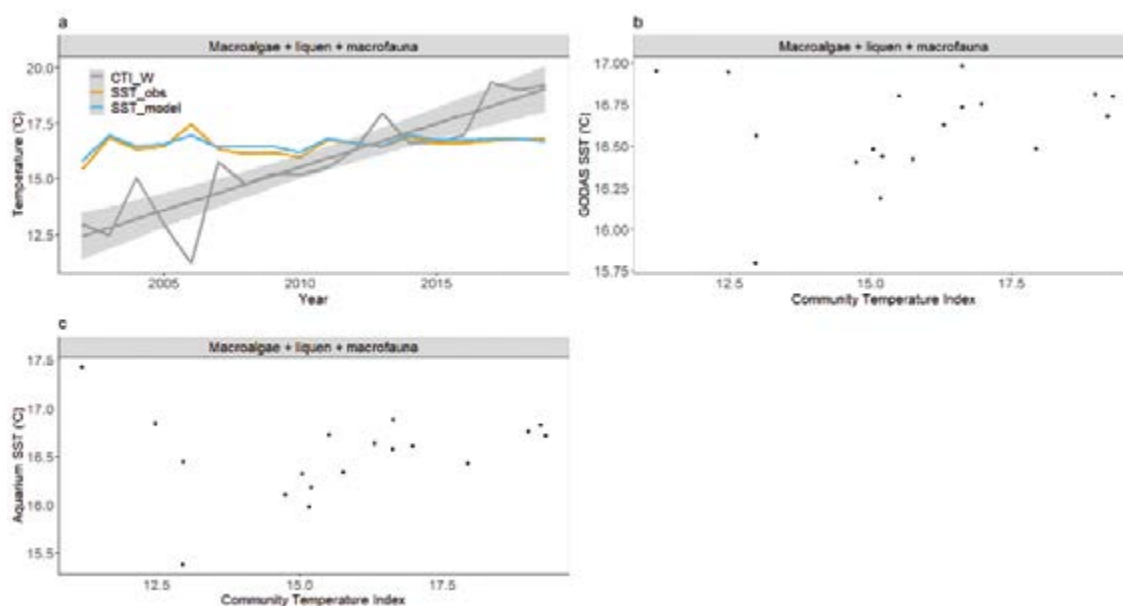 a
Macroalgae + liquen + macrofauna
20.0
17.5
15.0
12.5
Temperature (°C)
CTI_W
SST_obs
SST_model
2005
2010
2015
Year
b
Macroalgae + liquen + macrofauna
17.00
16.75
16.50
16.25
16.00
15.75
GODAS SST (°C)
12.5
15.0
17.5
Community Temperature Index
c
Macroalgae + liquen + macrofauna
17.5
17.0
16.5
16.0
15.5
Aquarium SST (°C)
12.5
15.0
17.5
Community Temperature Index